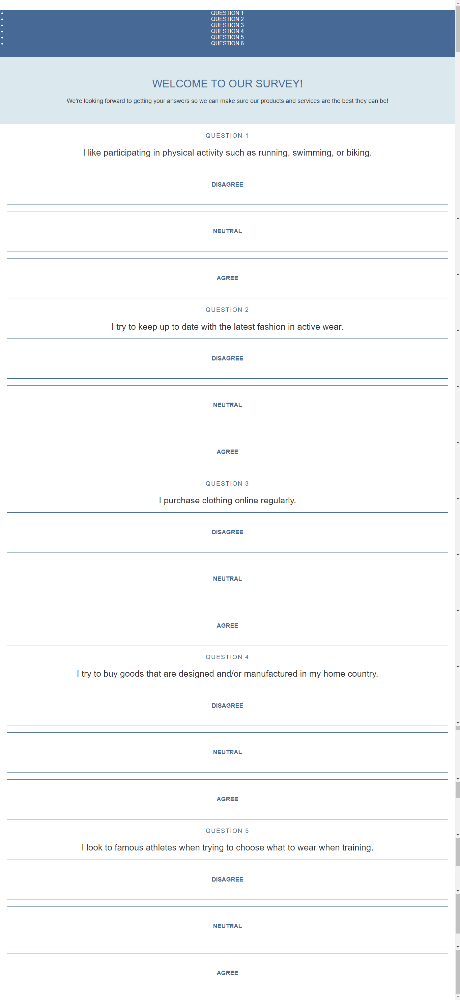 QUESTION 1
QUESTION 2
QUESTION 3
QUESTION 4
QUESTION 5
QUESTION 6
WELCOME TO OUR SURVEY!
We're looking forward to getting your answers so we can make sure our products and services are the best they can be!
QUESTION 1
I like participating in physical activity such as running, swimming, or biking.
DISAGREE
NEUTRAL
AGREE
QUESTION 2
I try to keep up to date with the latest fashion in active wear.
DISAGREE
NEUTRAL
AGREE
QUESTION 3
I purchase clothing online regularly.
DISAGREE
NEUTRAL
AGREE
QUESTION 4
I try to buy goods that are designed and/or manufactured in my home country.
DISAGREE
NEUTRAL
AGREE
QUESTION 5
I look to famous athletes when trying to choose what to wear when training.
DISAGREE
NEUTRAL
AGREE